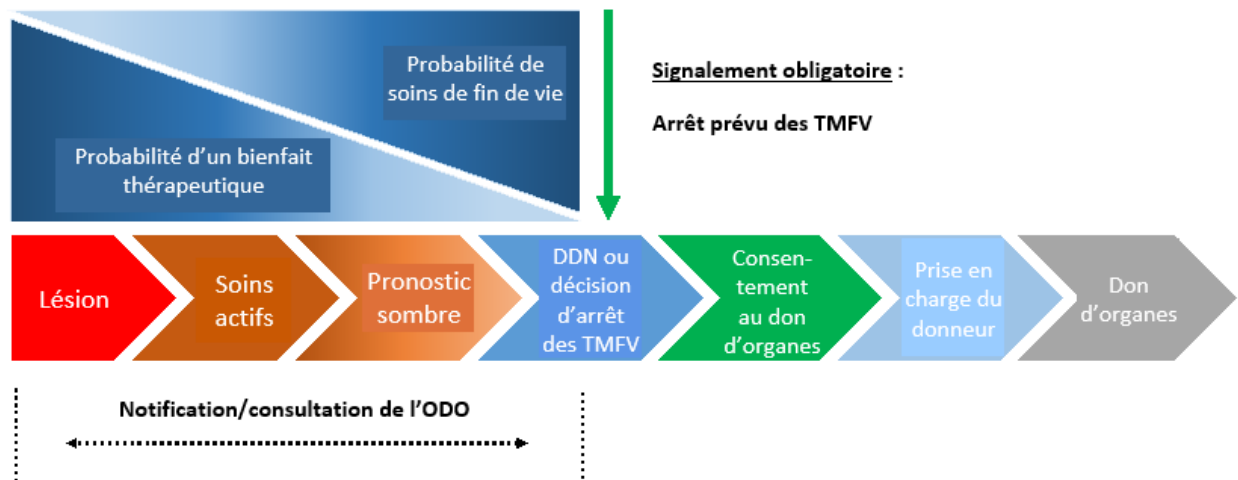 Probabilité de
soins de fin de vie
Probabilité d’un bienfait
thérapeutique
Signalement obligatoire :
Arrêt prévu des TMFV
Lésion
Soins
actifs
Pronostic
sombre
DDN ou
décision
d’arrêt
des TMFV
Consen-
tement
au don
d’organes
Prise en
charge du
donneur
Don
d’organes
Notification/consultation de l’ODO